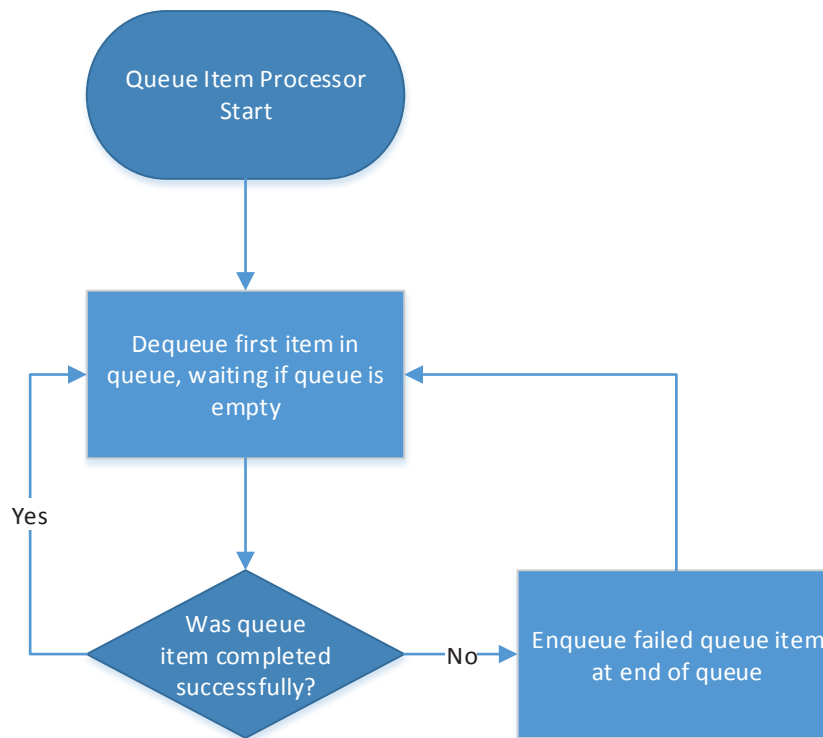 Queue Item Processor
Start
Dequeue first item in
queue, waiting if queue is
empty
Yes
Was queue
item completed
successfully?
No
Enqueue failed queue item
at end of queue